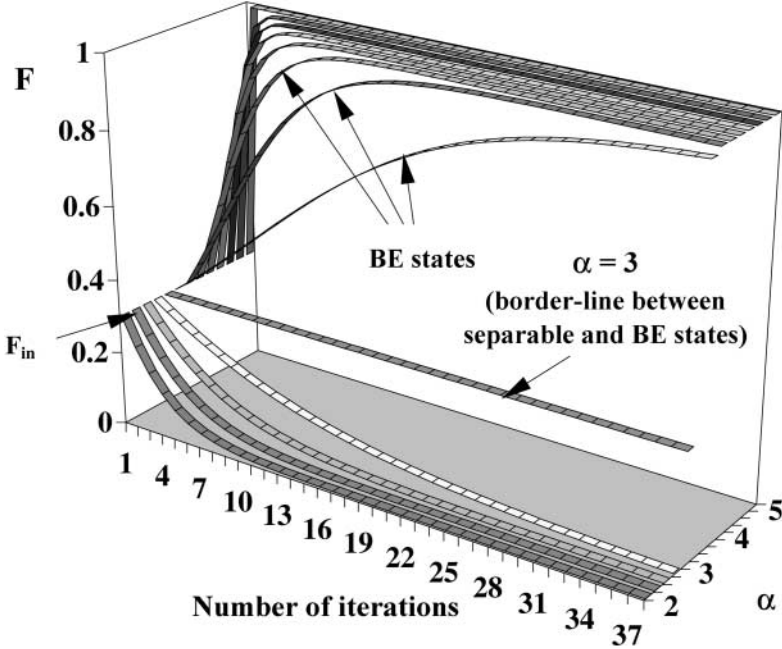 F
1
0.8
0.6
0.4
0.2
0
F_in
BE states
α = 3
(border-line between
separable and BE states)
1
4
7
10
13
16
19
22
25
28
31
34
37
Number of iterations
2
3
4
5
α